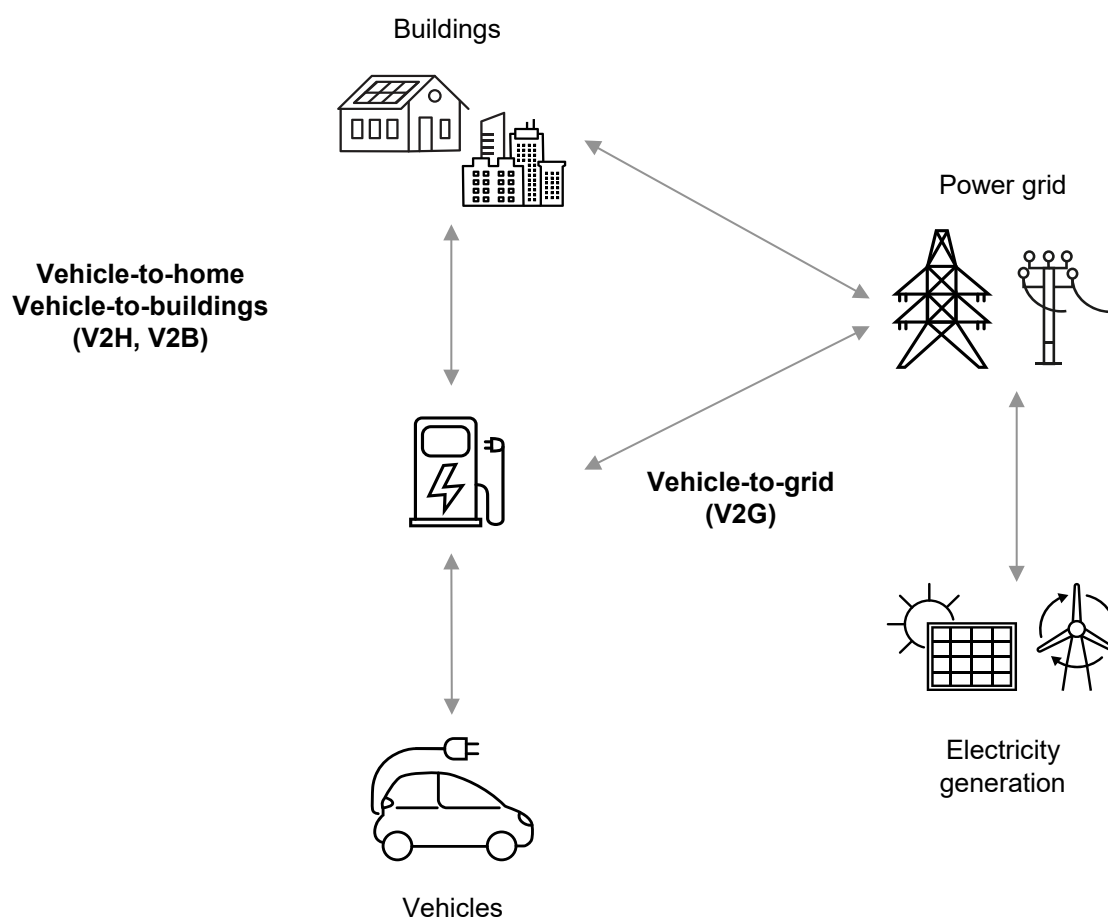 Buildings
Power grid
Vehicle-to-home
Vehicle-to-buildings
(V2H, V2B)
Vehicle-to-grid
(V2G)
Electricity
generation
Vehicles